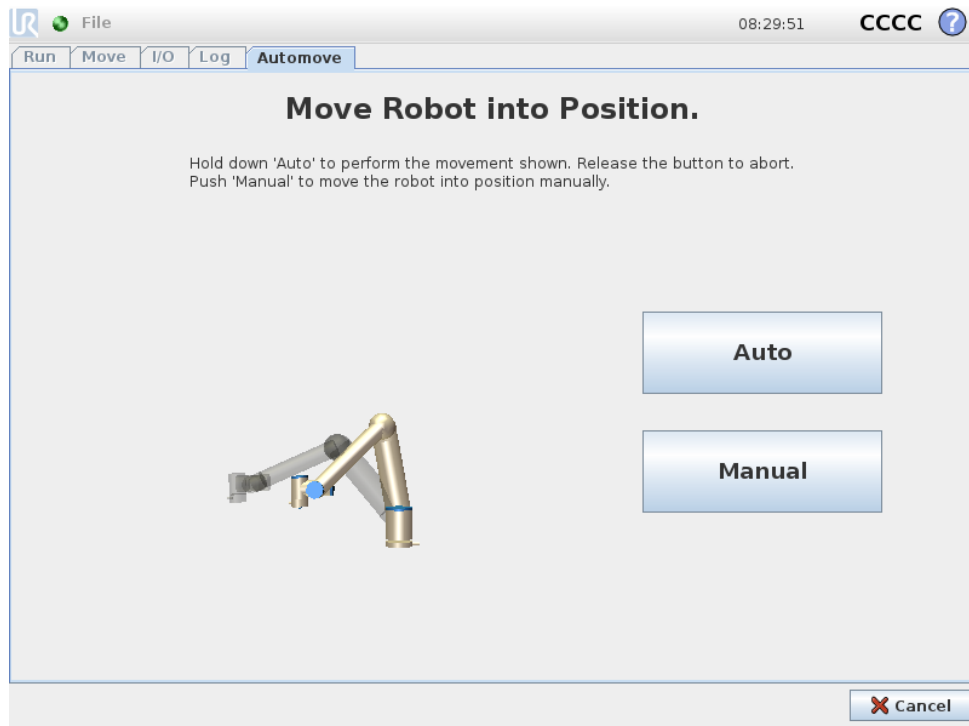 UR File 08:29:51 CCCC ?
Run Move I/O Log Automove
Move Robot into Position.
Hold down 'Auto' to perform the movement shown. Release the button to abort.
Push 'Manual' to move the robot into position manually.
Auto
Manual
Cancel